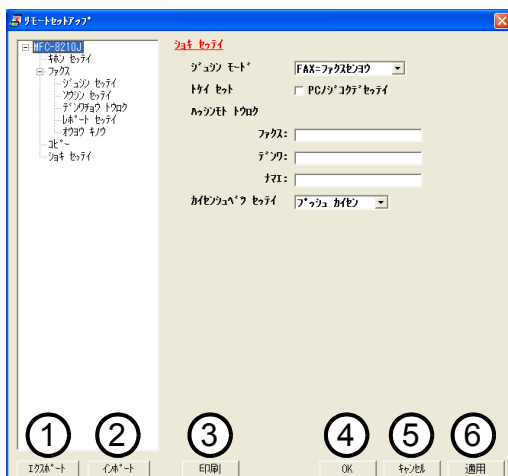 ﾘﾓｰﾄｾｯﾄｱｯﾌﾟ
MFC-8210J
ｷﾎﾝ ｾｯﾃｲ
ﾌｧｸｽ
ｼﾞｭｼﾝ ｾｯﾃｲ
ｿｳｼﾝ ｾｯﾃｲ
ﾃﾞﾝﾜﾁｮｳ ﾄｳﾛｸ
ﾚﾎﾟｰﾄ ｾｯﾃｲ
ｵｳﾖｳ ｷﾉｳ
ｺﾋﾟｰ
ｼｮｷ ｾｯﾃｲ
ｼｮｷ ｾｯﾃｲ
ｼﾞｭｼﾝ ﾓｰﾄﾞ FAX=ﾌｧｸｽｾﾝﾖｳ
ﾄｹｲ ｾｯﾄ PCﾉｼﾞｺｸﾃﾞｾｯﾃｲ
ﾊｯｼﾝﾓﾄ ﾄｳﾛｸ
ﾌｧｸｽ:
ﾃﾞﾝﾜ:
ﾅﾏｴ:
ｶｲｾﾝｼｭﾍﾞﾂ ｾｯﾃｲ ﾌﾟｯｼｭ ｶｲｾﾝ
1 2 3 4 5 6
ｴｸｽﾎﾟｰﾄ ｲﾝﾎﾟｰﾄ 印刷 OK ｷｬﾝｾﾙ 適用